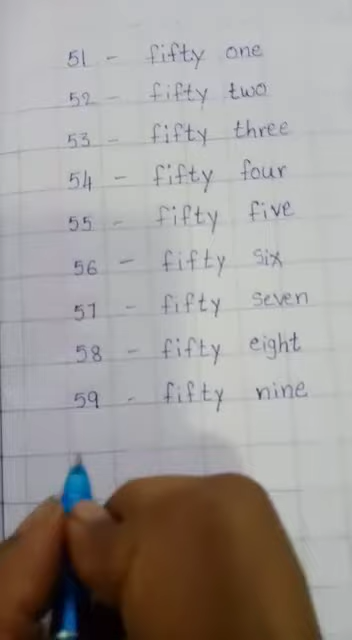 51 - fifty one
52 - fifty two
53 - fifty three
54 - fifty four
55 - fifty five
56 - fifty six
57 - fifty seven
58 - fifty eight
59 - fifty nine